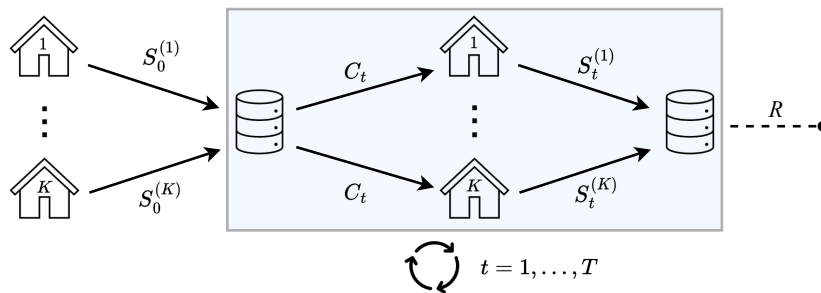 1
S_0^{(1)}
⋮
K
S_0^{(K)}
C_t
C_t
1
⋮
K
S_t^{(1)}
S_t^{(K)}
R
t = 1, . . . , T